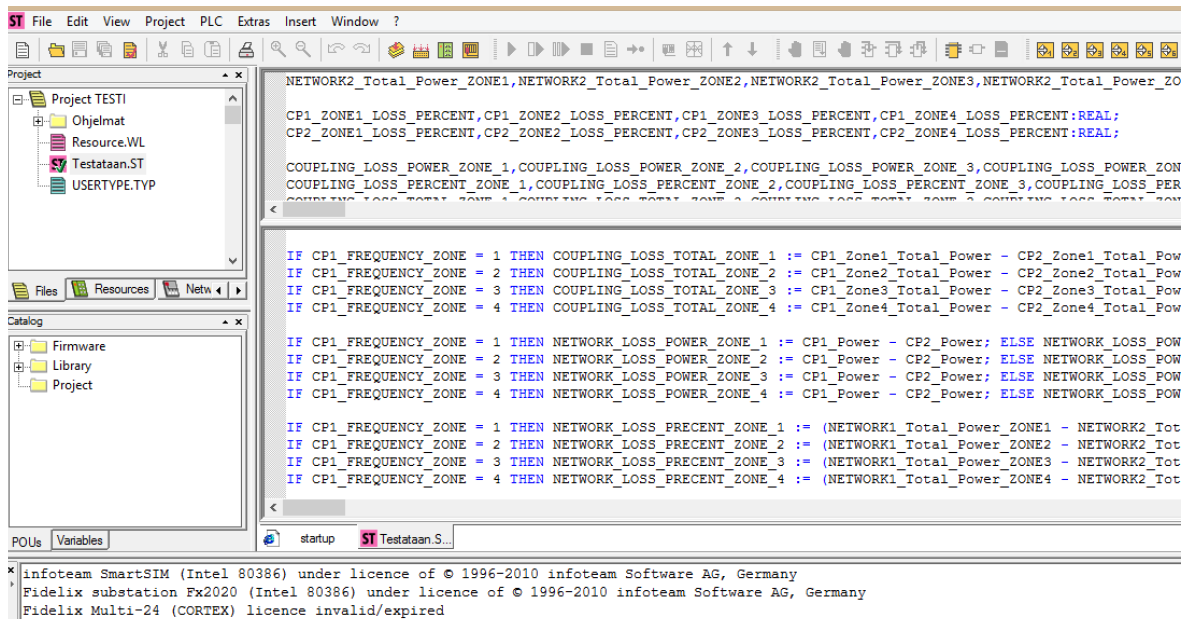 ST File Edit View Project PLC Extras Insert Window ?
Project
Project TESTI
Ohjelmat
Resource.WL
Testataan.ST
USERTYPE.TYP
Files Resources Netw
Catalog
Firmware
Library
Project
POUs Variables
NETWORK2_Total_Power_ZONE1,NETWORK2_Total_Power_ZONE2,NETWORK2_Total_Power_ZONE3,NETWORK2_Total_Power_ZO
CP1_ZONE1_LOSS_PERCENT,CP1_ZONE2_LOSS_PERCENT,CP1_ZONE3_LOSS_PERCENT,CP1_ZONE4_LOSS_PERCENT:REAL;
CP2_ZONE1_LOSS_PERCENT,CP2_ZONE2_LOSS_PERCENT,CP2_ZONE3_LOSS_PERCENT,CP2_ZONE4_LOSS_PERCENT:REAL;
COUPLING_LOSS_POWER_ZONE_1,COUPLING_LOSS_POWER_ZONE_2,COUPLING_LOSS_POWER_ZONE_3,COUPLING_LOSS_POWER_ZON
COUPLING_LOSS_PERCENT_ZONE_1,COUPLING_LOSS_PERCENT_ZONE_2,COUPLING_LOSS_PERCENT_ZONE_3,COUPLING_LOSS_PER
IF CP1_FREQUENCY_ZONE = 1 THEN COUPLING_LOSS_TOTAL_ZONE_1 := CP1_Zone1_Total_Power - CP2_Zone1_Total_Pow
IF CP1_FREQUENCY_ZONE = 2 THEN COUPLING_LOSS_TOTAL_ZONE_2 := CP1_Zone2_Total_Power - CP2_Zone2_Total_Pow
IF CP1_FREQUENCY_ZONE = 3 THEN COUPLING_LOSS_TOTAL_ZONE_3 := CP1_Zone3_Total_Power - CP2_Zone3_Total_Pow
IF CP1_FREQUENCY_ZONE = 4 THEN COUPLING_LOSS_TOTAL_ZONE_4 := CP1_Zone4_Total_Power - CP2_Zone4_Total_Pow
IF CP1_FREQUENCY_ZONE = 1 THEN NETWORK_LOSS_POWER_ZONE_1 := CP1_Power - CP2_Power; ELSE NETWORK_LOSS_POW
IF CP1_FREQUENCY_ZONE = 2 THEN NETWORK_LOSS_POWER_ZONE_2 := CP1_Power - CP2_Power; ELSE NETWORK_LOSS_POW
IF CP1_FREQUENCY_ZONE = 3 THEN NETWORK_LOSS_POWER_ZONE_3 := CP1_Power - CP2_Power; ELSE NETWORK_LOSS_POW
IF CP1_FREQUENCY_ZONE = 4 THEN NETWORK_LOSS_POWER_ZONE_4 := CP1_Power - CP2_Power; ELSE NETWORK_LOSS_POW
IF CP1_FREQUENCY_ZONE = 1 THEN NETWORK_LOSS_PRECENT_ZONE_1 := (NETWORK1_Total_Power_ZONE1 - NETWORK2_Tot
IF CP1_FREQUENCY_ZONE = 2 THEN NETWORK_LOSS_PRECENT_ZONE_2 := (NETWORK1_Total_Power_ZONE2 - NETWORK2_Tot
IF CP1_FREQUENCY_ZONE = 3 THEN NETWORK_LOSS_PRECENT_ZONE_3 := (NETWORK1_Total_Power_ZONE3 - NETWORK2_Tot
IF CP1_FREQUENCY_ZONE = 4 THEN NETWORK_LOSS_PRECENT_ZONE_4 := (NETWORK1_Total_Power_ZONE4 - NETWORK2_Tot
startup ST Testataan.S...
infoteam SmartSIM (Intel 80386) under licence of © 1996-2010 infoteam Software AG, Germany
Fidelix substation Fx2020 (Intel 80386) under licence of © 1996-2010 infoteam Software AG, Germany
Fidelix Multi-24 (CORTEX) licence invalid/expired